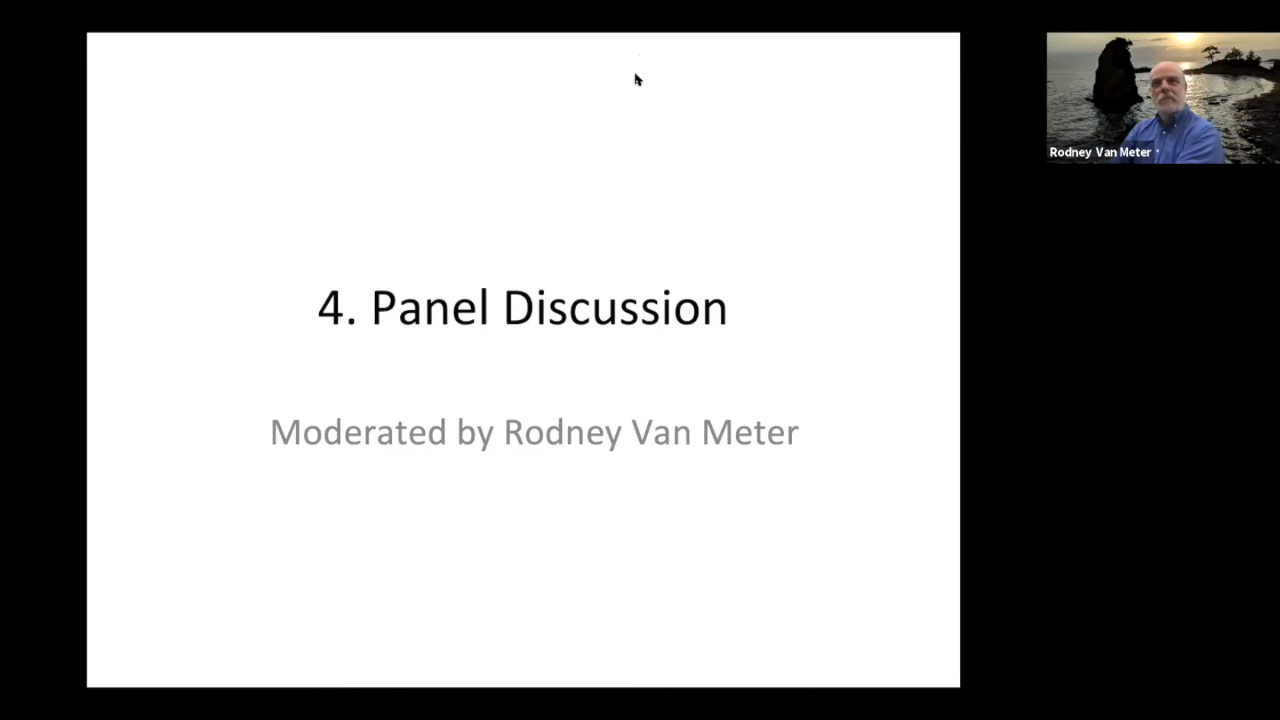 4. Panel Discussion
Moderated by Rodney Van Meter
Rodney Van Meter